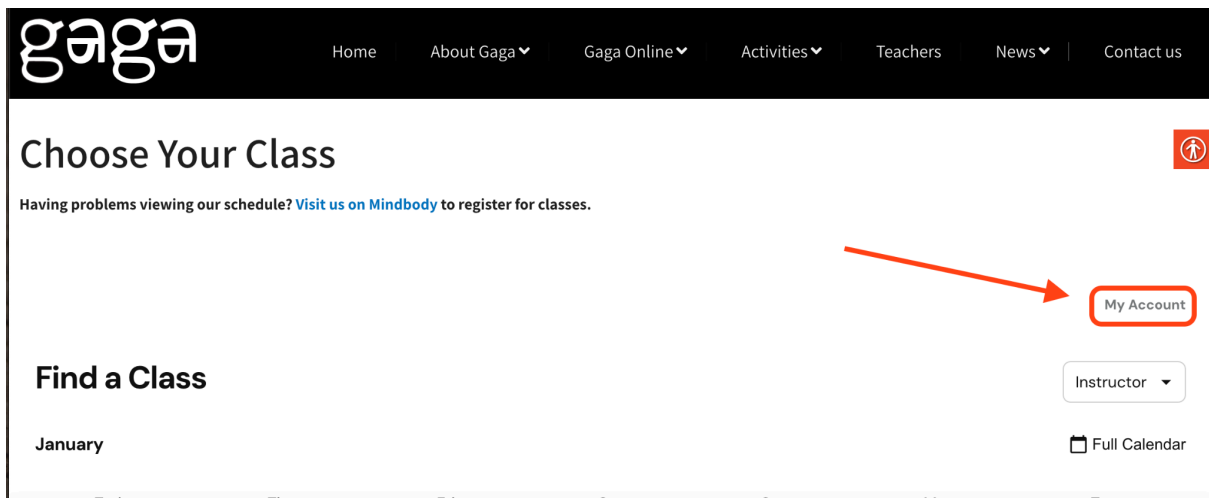 gaga
Home About Gaga Gaga Online Activities Teachers News Contact us
Choose Your Class
Having problems viewing our schedule? Visit us on Mindbody to register for classes.
My Account
Find a Class
Instructor
January
Full Calendar